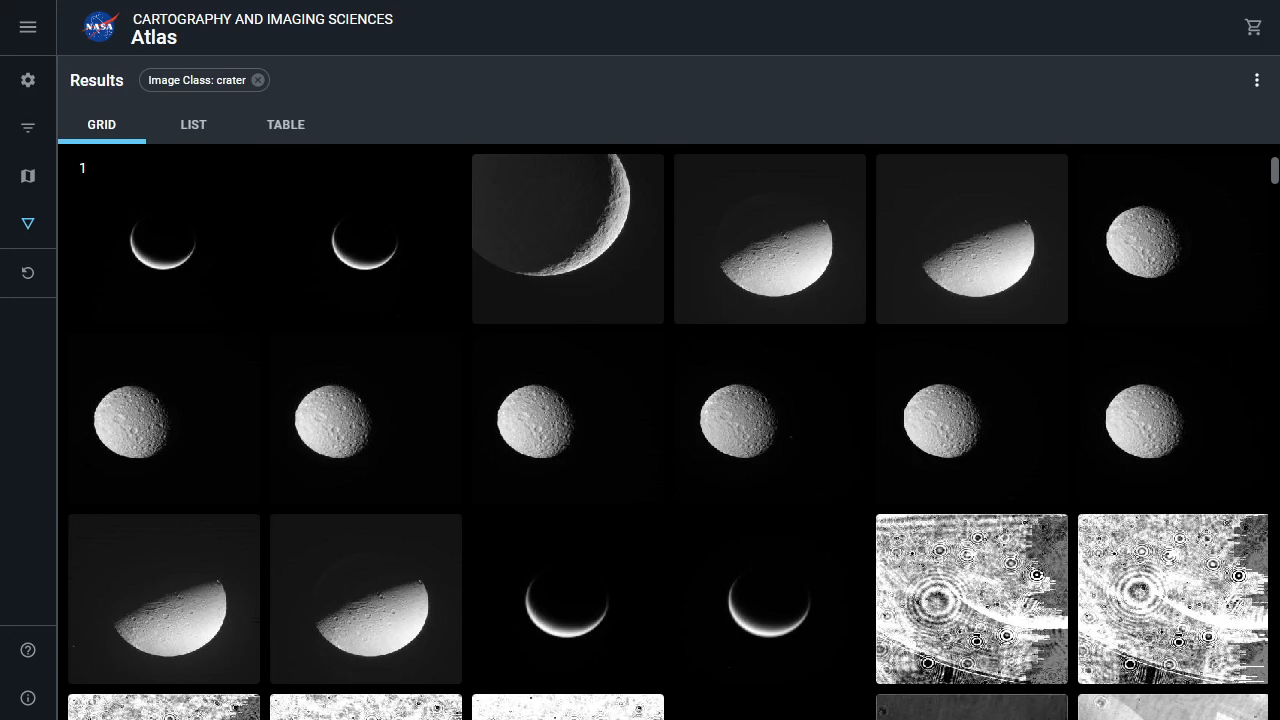 NASA
CARTOGRAPHY AND IMAGING SCIENCES
Atlas
Results
Image Class: crater
GRID
LIST
TABLE
1